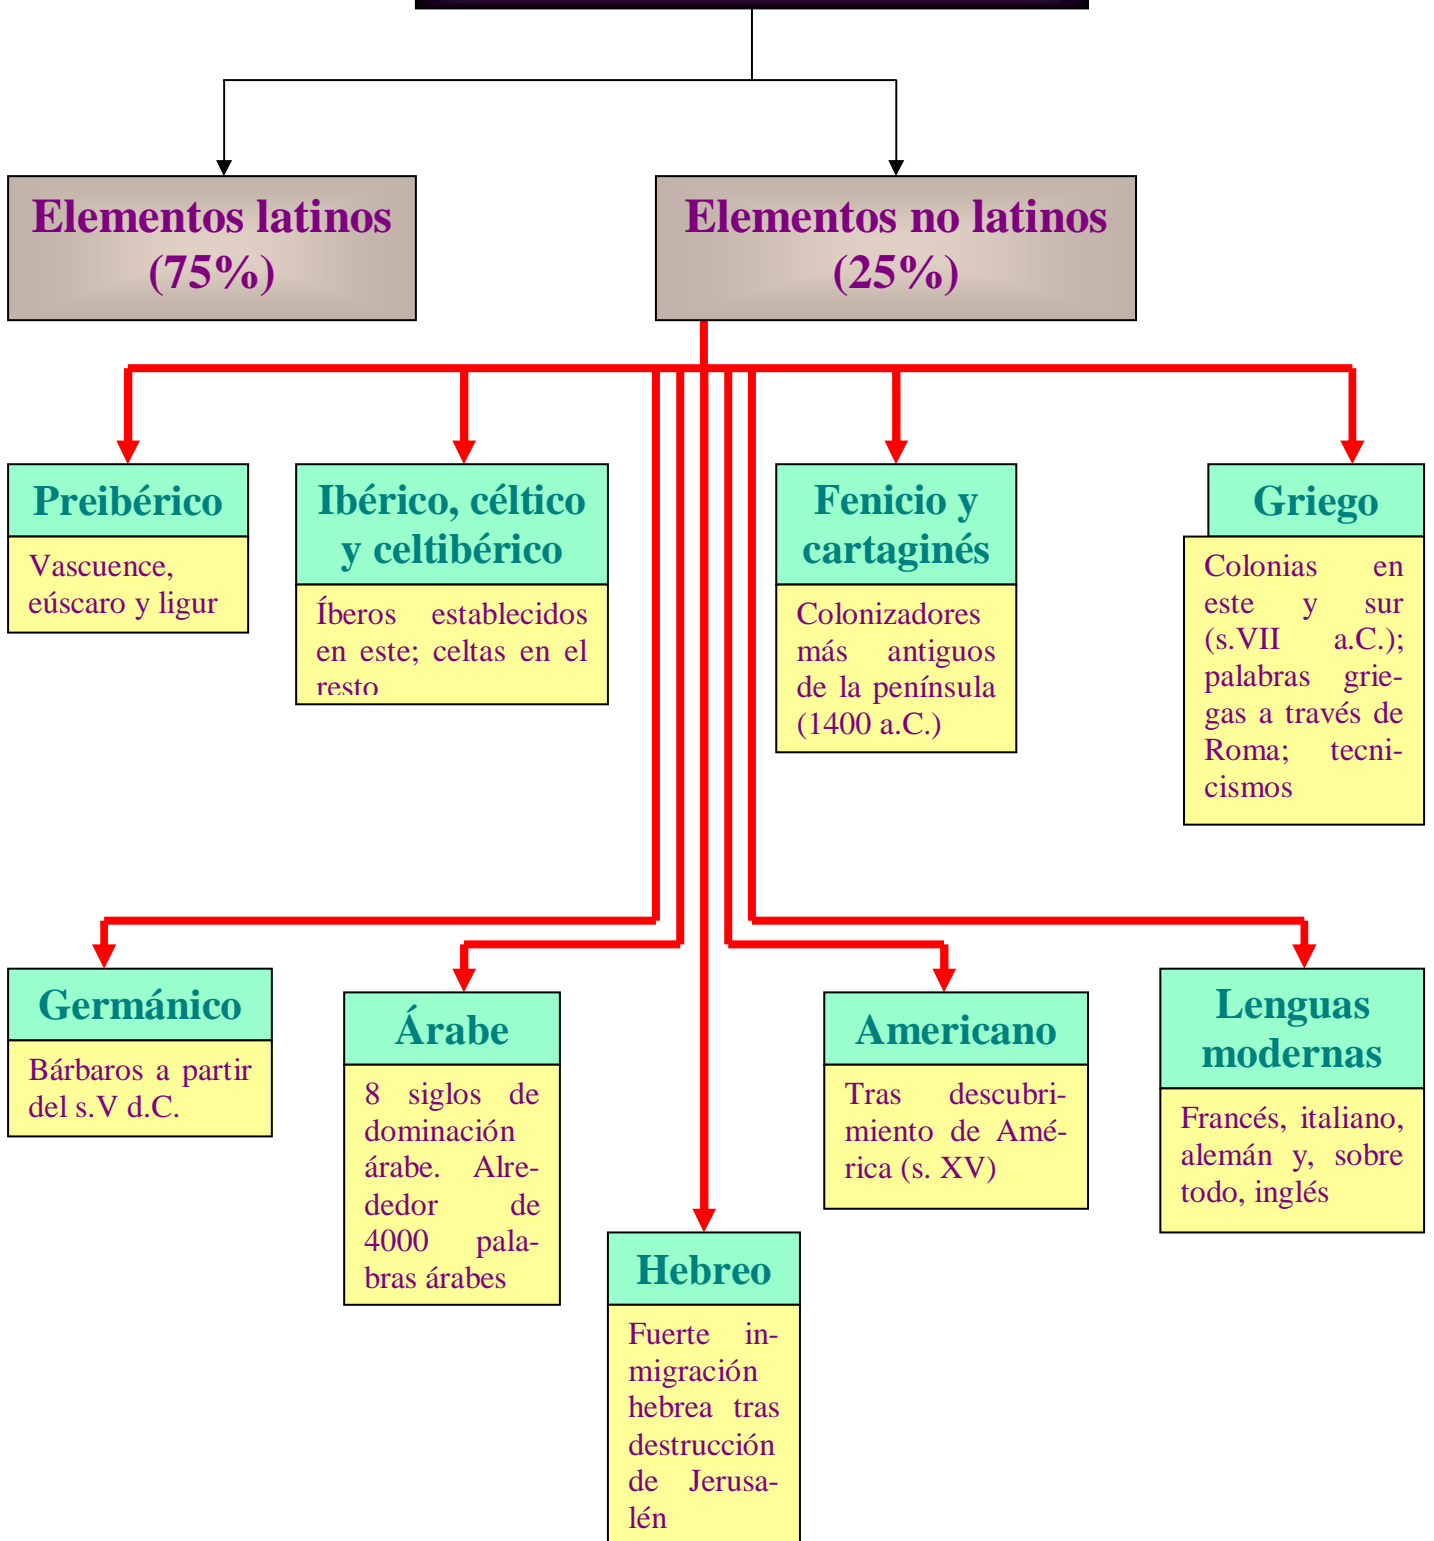 Elementos latinos
(75%)
Elementos no latinos
(25%)
Preibérico
Vascuence,
eúscaro y ligur
Ibérico, céltico
y celtibérico
Íberos establecidos
en este; celtas en el
resto
Fenicio y
cartaginés
Colonizadores
más antiguos
de la península
(1400 a.C.)
Griego
Colonias en
este y sur
(s.VII a.C.);
palabras grie-
gas a través de
Roma; tecni-
cismos
Germánico
Bárbaros a partir
del s.V d.C.
Árabe
8 siglos de
dominación
árabe. Alre-
dedor de
4000 pala-
bras árabes
Hebreo
Fuerte in-
migración
hebrea tras
destrucción
de Jerusa-
lén
Americano
Tras descubri-
miento de Amé-
rica (s. XV)
Lenguas
modernas
Francés, italiano,
alemán y, sobre
todo, inglés